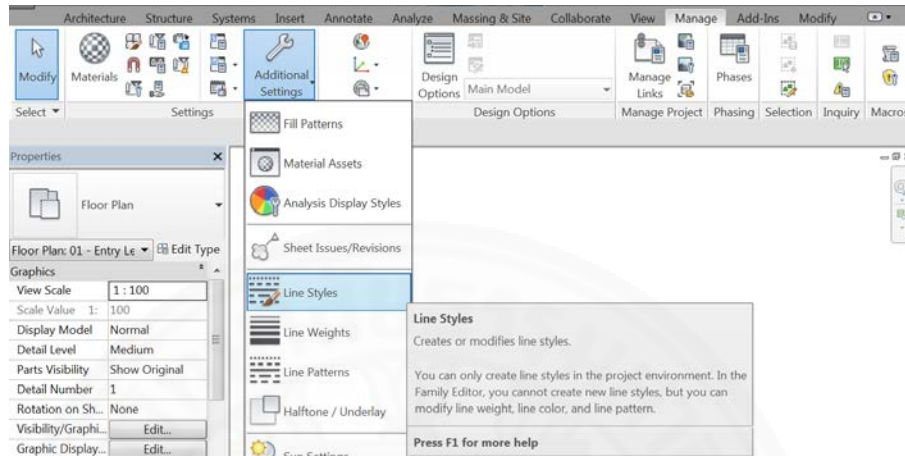 Architecture Structure Systems Insert Annotate Analyze Massing & Site Collaborate View Manage Add-Ins Modify
Modify
Materials
Additional Settings
Design Options
Main Model
Manage Links
Phases
Select
Settings
Design Options
Manage Project
Phasing
Selection
Inquiry
Macros
Fill Patterns
Material Assets
Analysis Display Styles
Sheet Issues/Revisions
Line Styles
Line Weights
Line Patterns
Halftone / Underlay
Sun Settings
Properties
Floor Plan
Floor Plan: 01 - Entry Le
Edit Type
Graphics
View Scale 1 : 100
Scale Value 1: 100
Display Model Normal
Detail Level Medium
Parts Visibility Show Original
Detail Number 1
Rotation on Sh... None
Visibility/Graphi... Edit...
Graphic Display... Edit...
Line Styles
Creates or modifies line styles.
You can only create line styles in the project environment. In the
Family Editor, you cannot create new line styles, but you can
modify line weight, line color, and line pattern.
Press F1 for more help